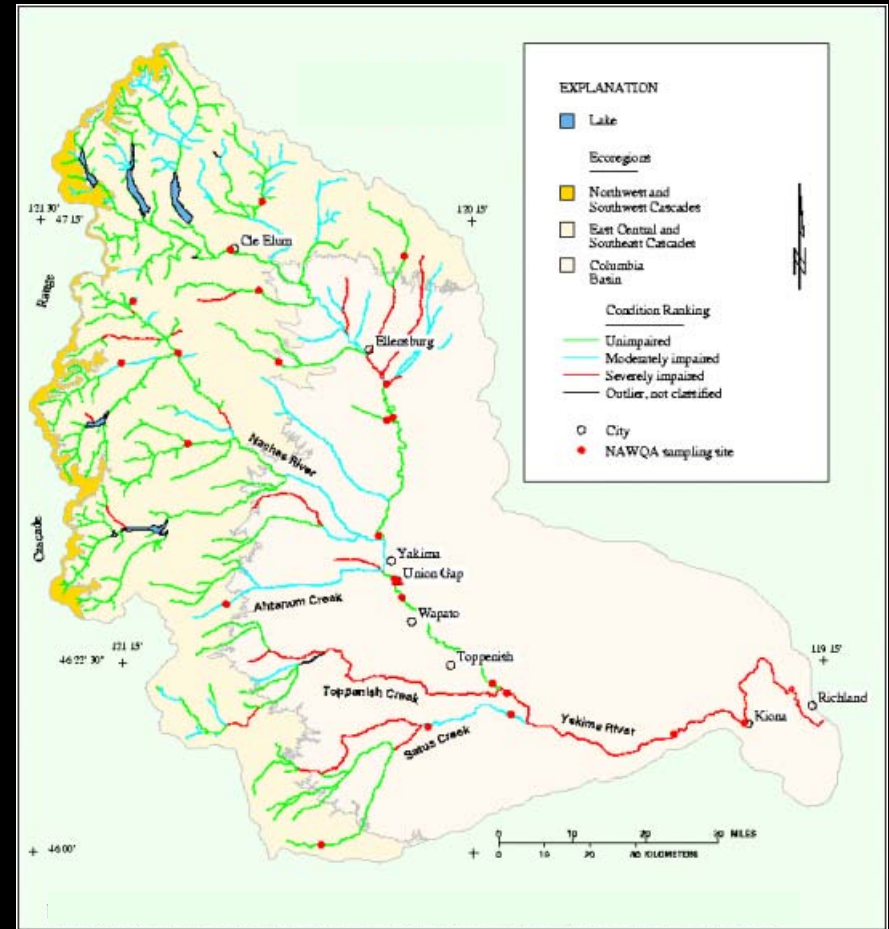 EXPLANATION
Lake
Ecoregions
Northwest and
Southwest Cascades
East Central and
Southeast Cascades
Columbia
Basin
Condition Ranking
Unimpaired
Moderately impaired
Severely impaired
Outlier, not classified
City
NAWQA sampling site
121 30'
47 15'
120 15'
Cle Elum
Range
Ellensburg
Naches River
Cascade
Yakima
Union Gap
Ahtanum Creek
Wapato
46 22' 30"
121 15'
119 15'
Toppenish
Toppenish Creek
Richland
Kiona
Yakima River
Satus Creek
46 00'
0 10 20 30 MILES
0 10 20 30 KILOMETERS